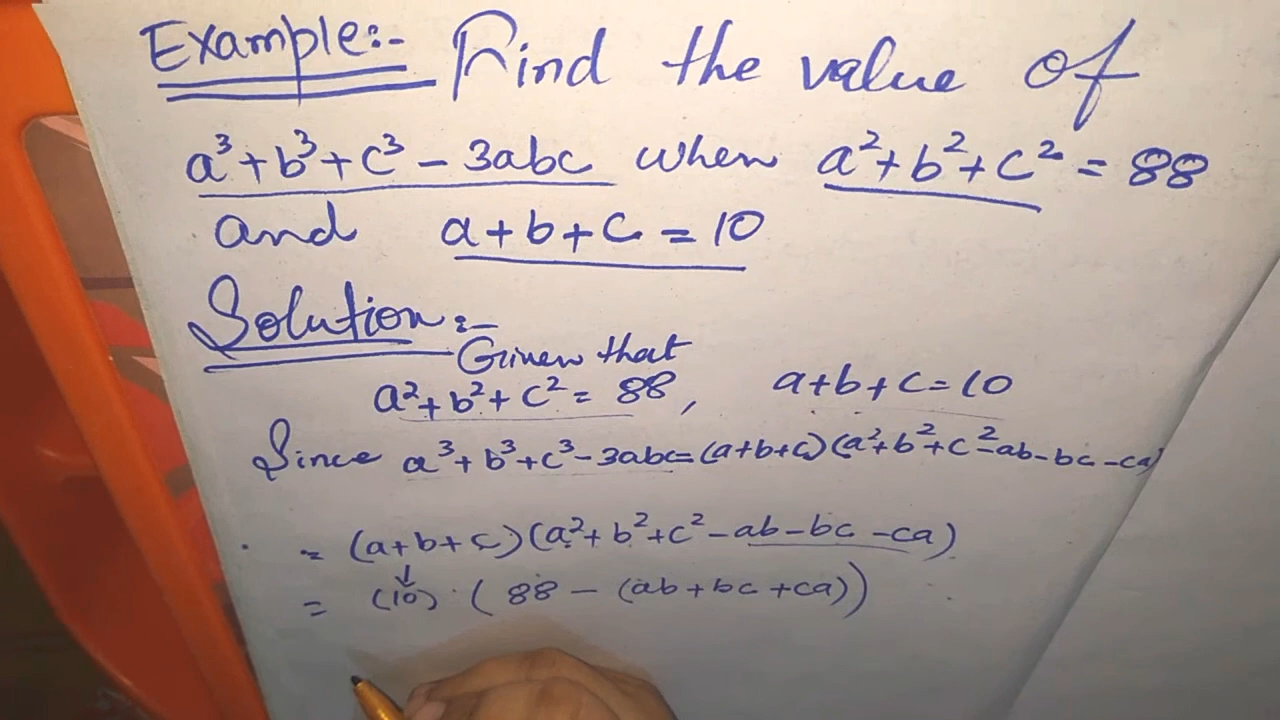 Example:- Find the value of
a³+b³+c³-3abc when a²+b²+c²=88
and a+b+c=10
Solution:-
Given that
a²+b²+c²=88, a+b+c=10
Since a³+b³+c³-3abc=(a+b+c)(a²+b²+c²-ab-bc-ca)
=(a+b+c)(a²+b²+c²-ab-bc-ca)
↓
=(10)·(88-(ab+bc+ca))